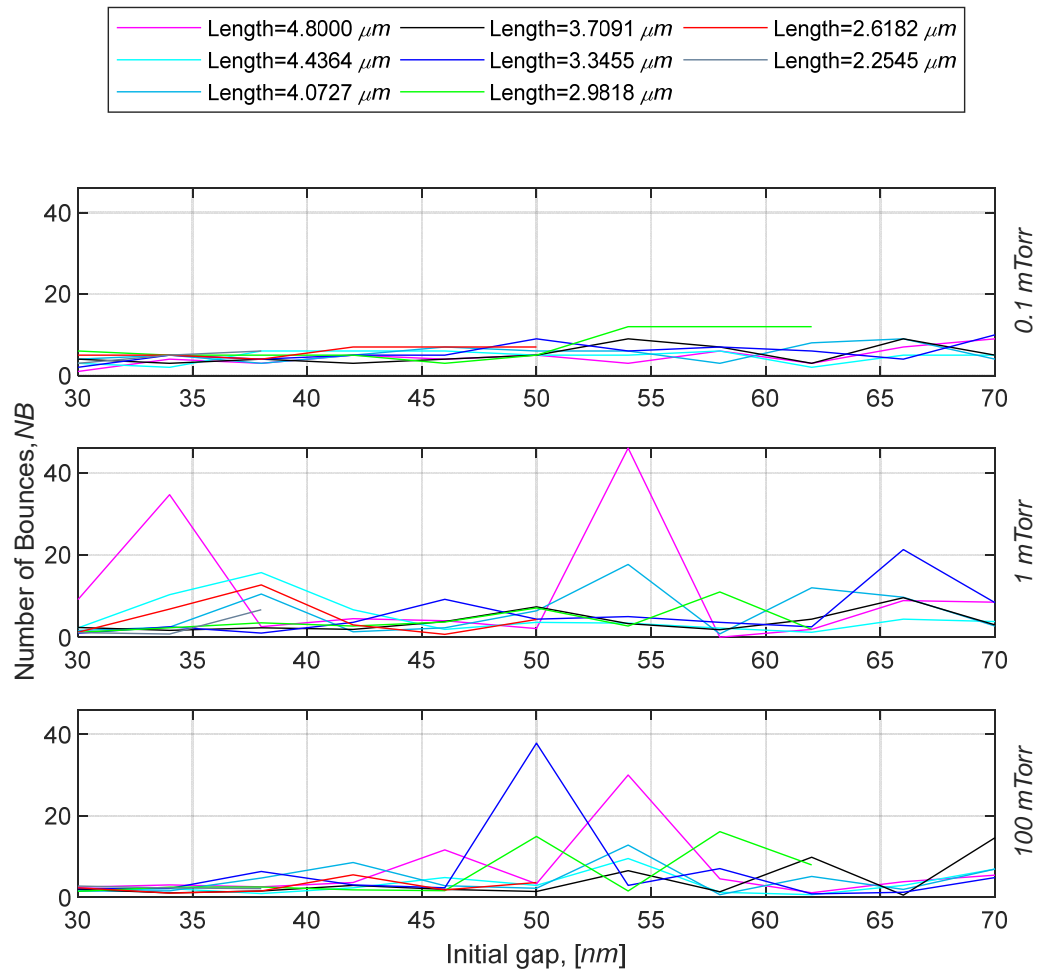 Length=4.8000 μm Length=3.7091 μm Length=2.6182 μm
Length=4.4364 μm Length=3.3455 μm Length=2.2545 μm
Length=4.0727 μm Length=2.9818 μm
40
20
0
30 35 40 45 50 55 60 65 70
0.1 mTorr
Number of Bounces, NB
40
20
0
30 35 40 45 50 55 60 65 70
1 mTorr
40
20
0
30 35 40 45 50 55 60 65 70
100 mTorr
Initial gap, [nm]